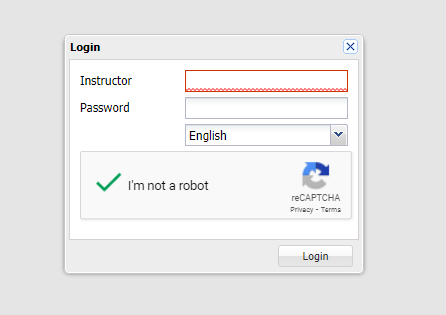 Login
Instructor
Password
English
I'm not a robot
reCAPTCHA
Privacy - Terms
Login